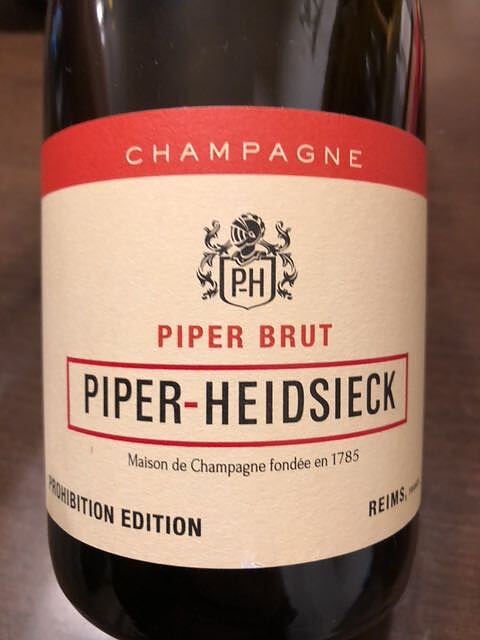 CHAMPAGNE
P-H
PIPER BRUT
PIPER-HEIDSIECK
Maison de Champagne fondée en 1785
PROHIBITION EDITION
REIMS,